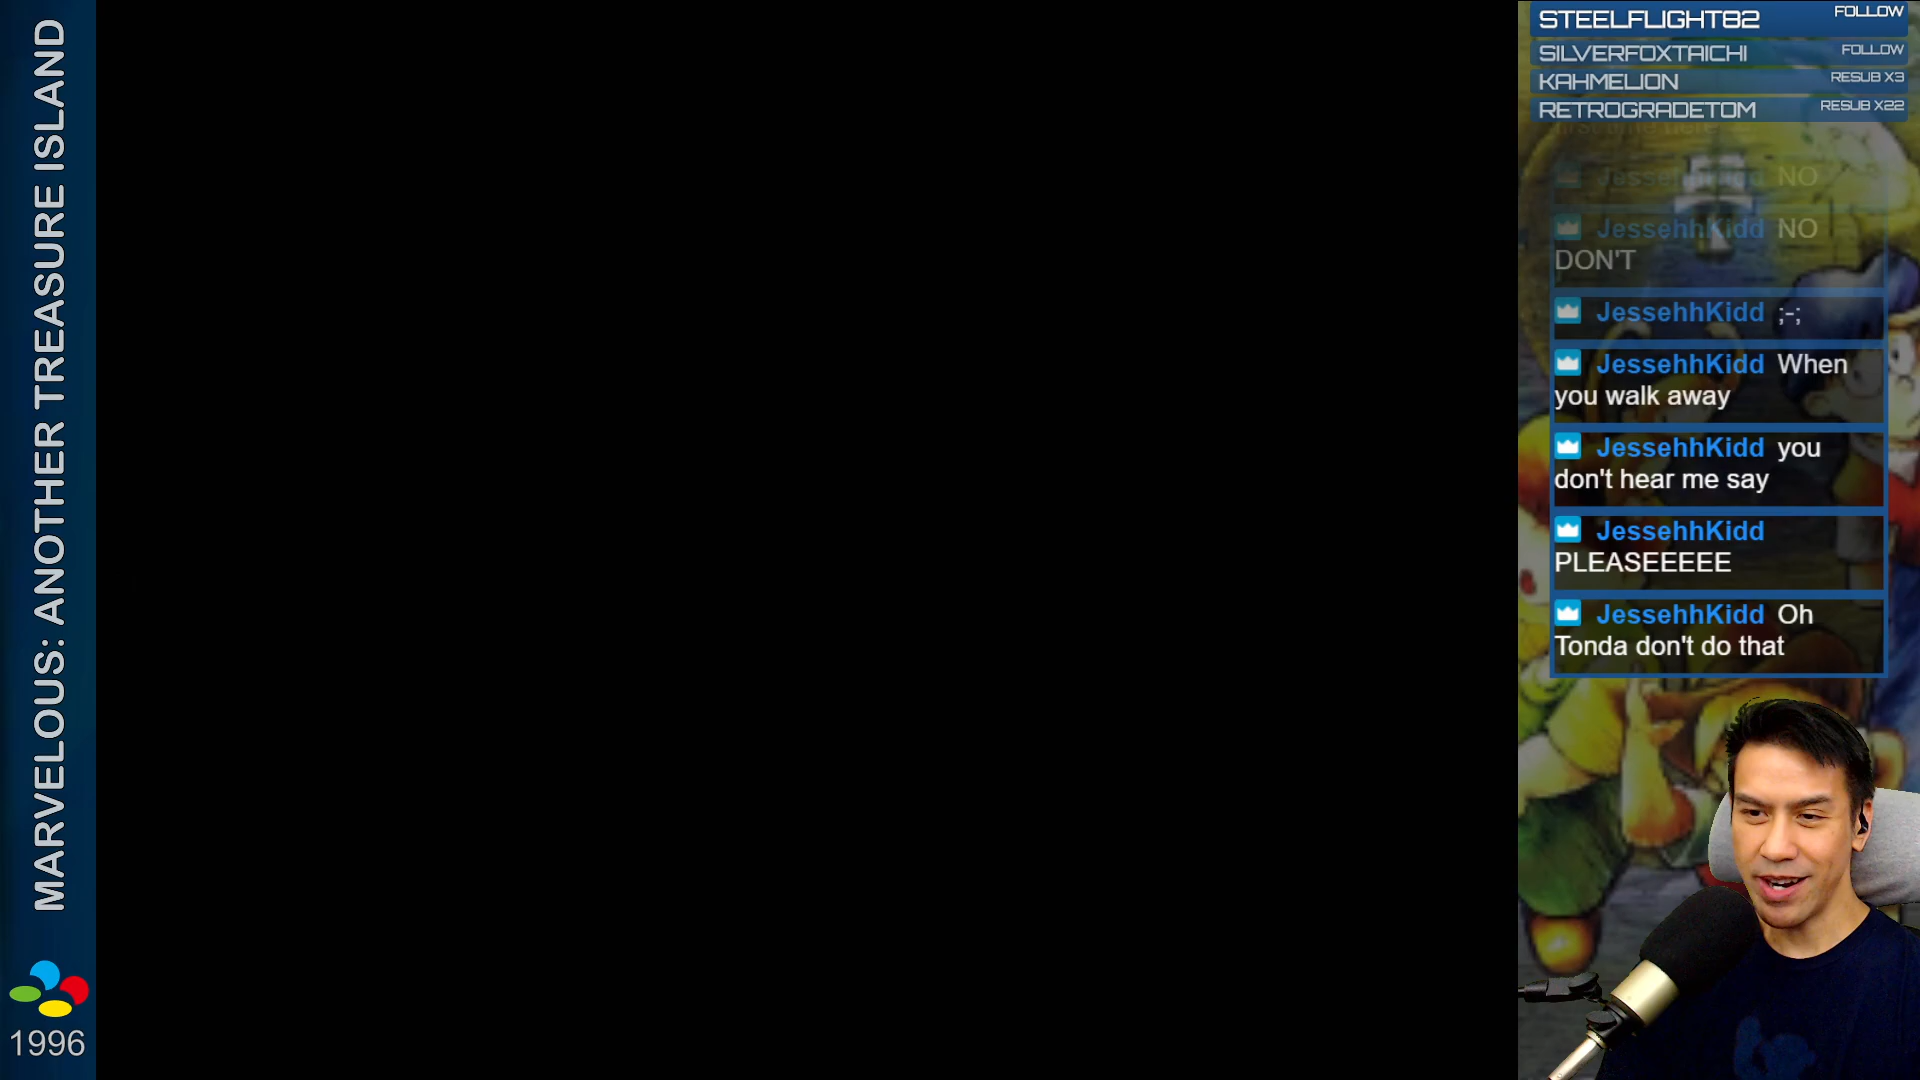 MARVELOUS: ANOTHER TREASURE ISLAND
1996
STEELFLIGHT82 FOLLOW
SILVERFOXTAICHI FOLLOW
KAHMELION RESUB X3
RETROGRADETOM RESUB X22
JessehhKidd NO
JessehhKidd NO
DON'T
JessehhKidd ;-;
JessehhKidd When
you walk away
JessehhKidd you
don't hear me say
JessehhKidd
PLEASEEEEE
JessehhKidd Oh
Tonda don't do that